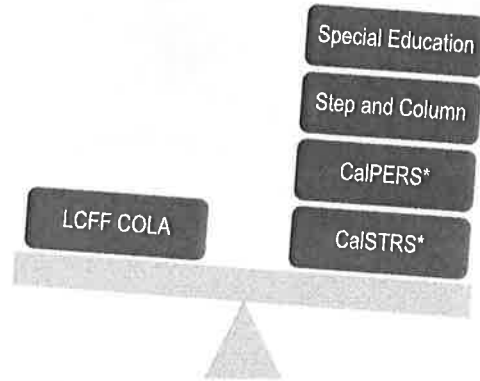 Special Education
Step and Column
CalPERS*
LCFF COLA
CalSTRS*